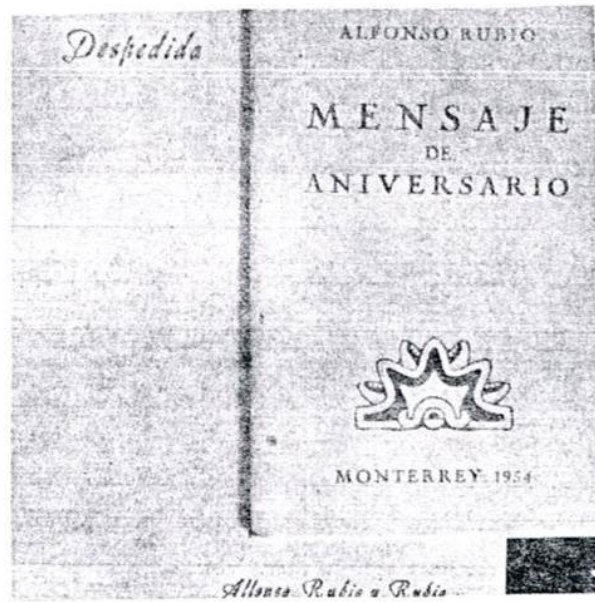 Despedida
ALFONSO RUBIO
MENSAJE
DE
ANIVERSARIO
MONTERREY 1954
Alfonso Rubio y Rubio